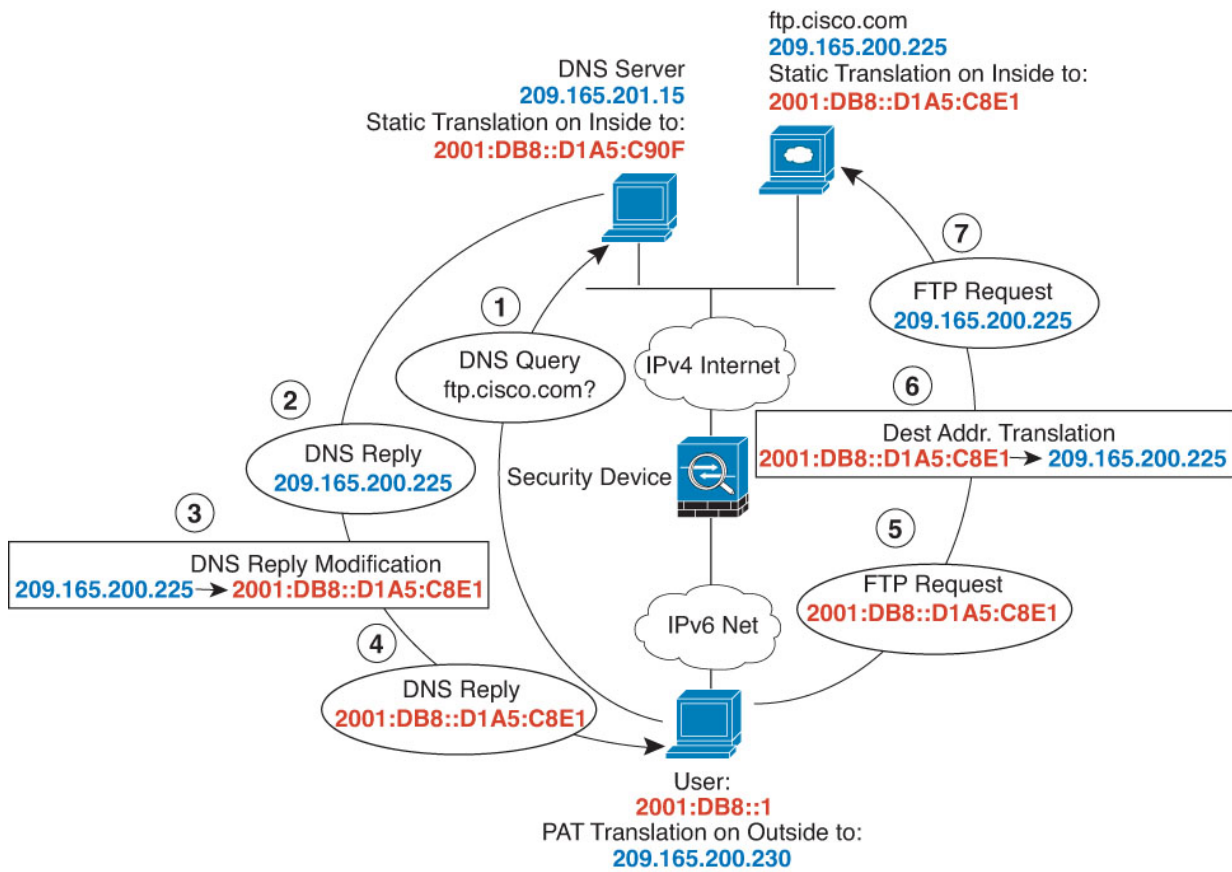 ftp.cisco.com
209.165.200.225
Static Translation on Inside to:
2001:DB8::D1A5:C8E1
DNS Server
209.165.201.15
Static Translation on Inside to:
2001:DB8::D1A5:C90F
7
FTP Request
209.165.200.225
1
DNS Query
ftp.cisco.com?
IPv4 Internet
2
DNS Reply
209.165.200.225
6
Dest Addr. Translation
2001:DB8::D1A5:C8E1 → 209.165.200.225
Security Device
3
DNS Reply Modification
209.165.200.225 → 2001:DB8::D1A5:C8E1
5
FTP Request
2001:DB8::D1A5:C8E1
IPv6 Net
4
DNS Reply
2001:DB8::D1A5:C8E1
User:
2001:DB8::1
PAT Translation on Outside to:
209.165.200.230